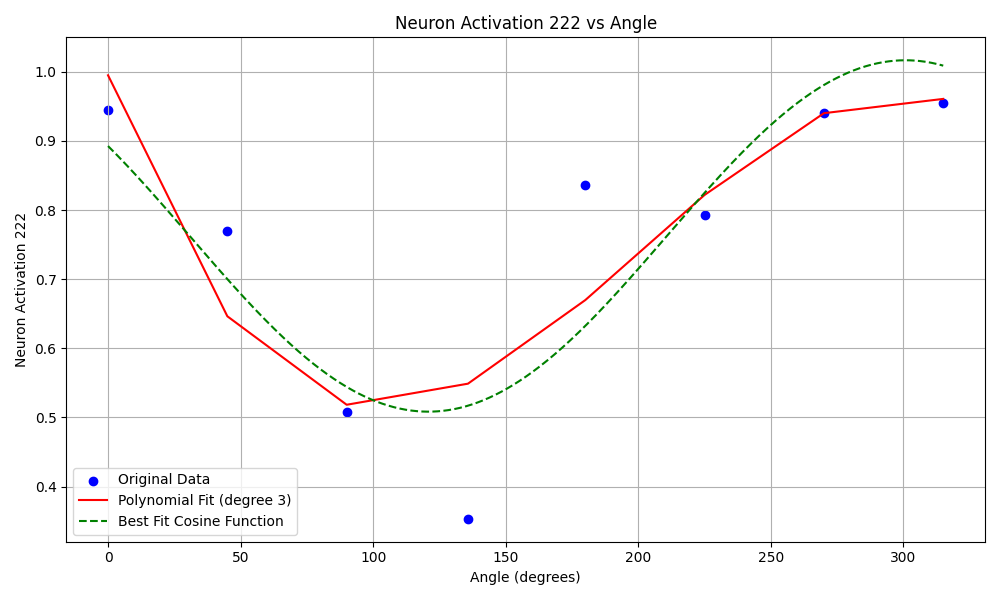 Neuron Activation 222 vs Angle
Neuron Activation 222
1.0
0.9
0.8
0.7
0.6
0.5
0.4
Original Data
Polynomial Fit (degree 3)
Best Fit Cosine Function
0 50 100 150 200 250 300
Angle (degrees)